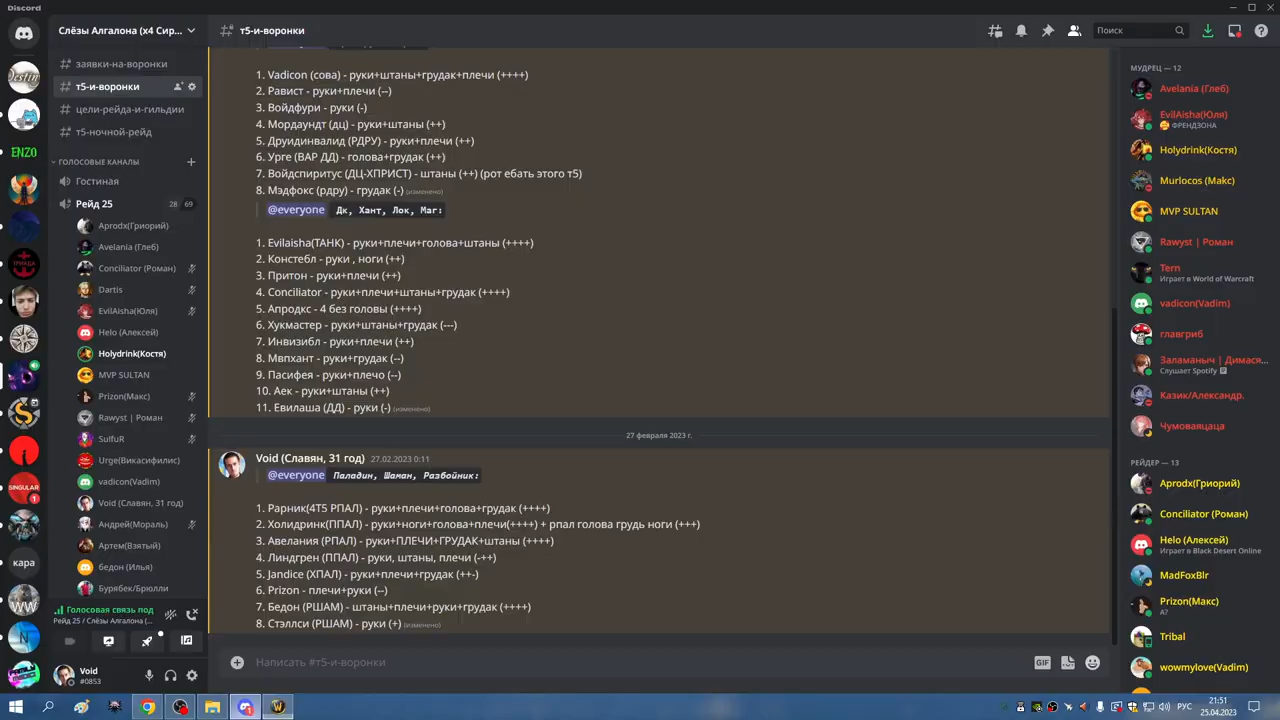 Discord
Слёзы Алгалона (x4 Сир...
т5-и-воронки
Поиск
заявки-на-воронки
т5-и-воронки
цели-рейда-и-гильдии
т5-ночной-рейд
ГОЛОСОВЫЕ КАНАЛЫ
Гостиная
Рейд 25
28 69
Aprodx(Гриорий)
Avelania (Глеб)
Conciliator (Роман)
Dartis
EvilAisha(Юля)
Helo (Алексей)
Holydrink(Костя)
MVP SULTAN
Prizon(Макс)
Rawyst | Роман
SulfuR
Urge(Викасифилис)
vadicon(Vadim)
Void (Славян, 31 год)
Андрей(Мораль)
Артем(Взятый)
бедон (Илья)
Бурябек/Брюлли
Голосовая связь под
Рейд 25 / Слёзы Алгалона (...
Void
#0853
ENZO
ТРИАДА
SINGULAR
1
кара
WW
1. Vadicon (сова) - руки+штаны+грудак+плечи (++++)
2. Равист - руки+плечи (--)
3. Войдфури - руки (-)
4. Мордаундт (дц) - руки+штаны (++)
5. Друидинвалид (РДРУ) - руки+плечи (++)
6. Урге (ВАР ДД) - голова+грудак (++)
7. Войдспиритус (ДЦ-ХПРИСТ) - штаны (++) (рот ебать этого т5)
8. Мэдфокс (рдру) - грудак (-) (изменено)
@everyone Дк, Хант, Лок, Маг:
1. Evilaisha(ТАНК) - руки+плечи+голова+штаны (++++)
2. Констебл - руки , ноги (++)
3. Притон - руки+плечи (++)
4. Conciliator - руки+плечи+штаны+грудак (++++)
5. Апродкс - 4 без головы (++++)
6. Хукмастер - руки+штаны+грудак (---)
7. Инвизибл - руки+плечи (++)
8. Мвпхант - руки+грудак (--)
9. Пасифея - руки+плечо (--)
10. Аек - руки+штаны (++)
11. Евилаша (ДД) - руки (-) (изменено)
27 февраля 2023 г.
Void (Славян, 31 год) 27.02.2023 0:11
@everyone Паладин, Шаман, Разбойник:
1. Рарник(4Т5 РПАЛ) - руки+плечи+голова+грудак (++++)
2. Холидринк(ППАЛ) - руки+ноги+голова+плечи(++++) + рпал голова грудь ноги (+++)
3. Авелания (РПАЛ) - руки+ПЛЕЧИ+ГРУДАК+штаны (++++)
4. Линдгрен (ППАЛ) - руки, штаны, плечи (-++)
5. Jandice (ХПАЛ) - руки+плечи+грудак (++-)
6. Prizon - плечи+руки (--)
7. Бедон (РШАМ) - штаны+плечи+руки+грудак (++++)
8. Стэлли (РШАМ) - руки (+) (изменено)
Написать #т5-и-воронки
GIF
МУДРЕЦ — 12
Avelania (Глеб)
EvilAisha(Юля)
ФРЕНДЗОНА
Holydrink(Костя)
Murlocos (Макс)
MVP SULTAN
Rawyst | Роман
Tern
Играет в World of Warcraft
vadicon(Vadim)
главгриб
Заламаныч | Димася...
Слушает Spotify
Казик/Александр.
Чумоваяцаца
РЕЙДЕР — 13
Aprodx(Гриорий)
Conciliator (Роман)
Helo (Алексей)
Играет в Black Desert Online
MadFoxBlr
Prizon(Макс)
А?
Tribal
wowmylove(Vadim)
РУС
21:51
25.04.2023